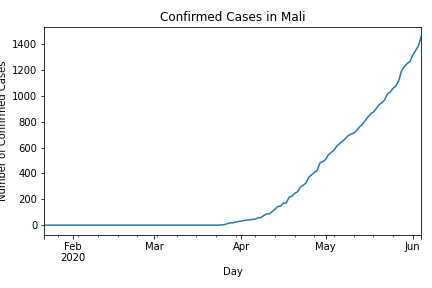 Confirmed Cases in Mali
Number of Confirmed Cases
1400
1200
1000
800
600
400
200
0
Feb
2020
Mar
Apr
May
Jun
Day